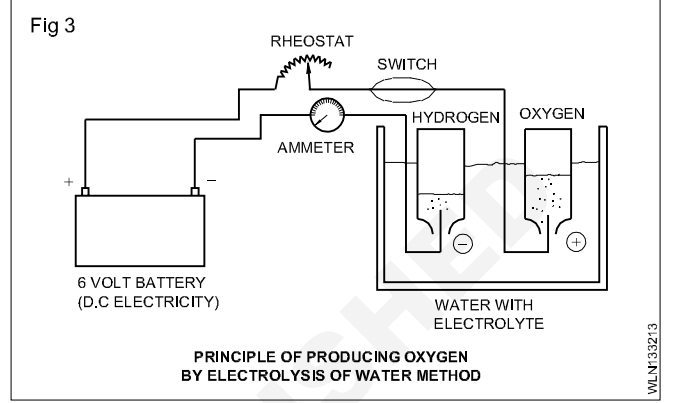 Fig 3
RHEOSTAT
SWITCH
HYDROGEN
OXYGEN
AMMETER
+
−
−
+
6 VOLT BATTERY
(D.C ELECTRICITY)
WATER WITH
ELECTROLYTE
PRINCIPLE OF PRODUCING OXYGEN
BY ELECTROLYSIS OF WATER METHOD
WLN133213